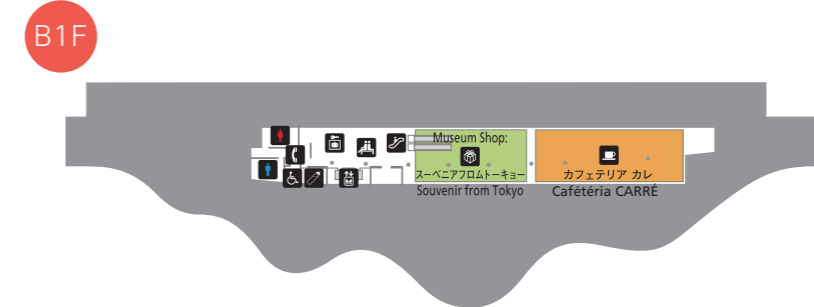 B1F
Museum Shop:
スーベニアフロムトーキョー
Souvenir from Tokyo
カフェテリア カレ
Cafétéria CARRÉ